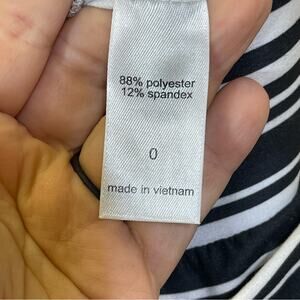 88% polyester
12% spandex
0
made in vietnam